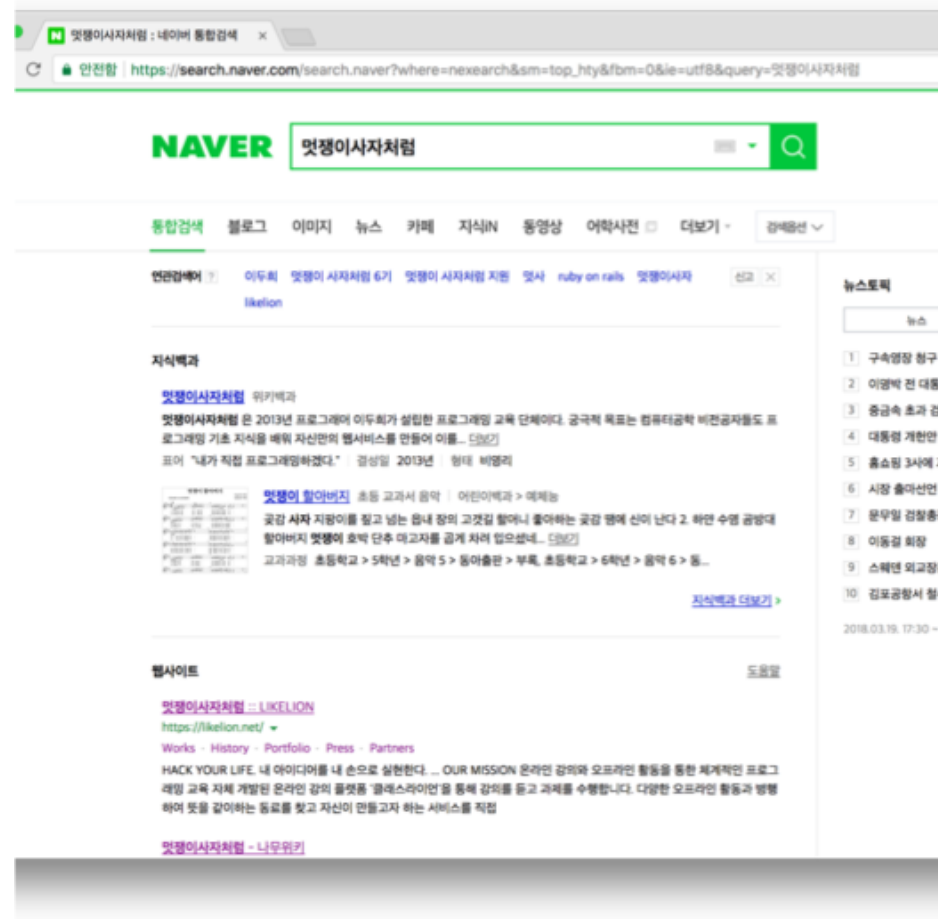 멋쟁이사자처럼 : 네이버 통합검색
안전함 https://search.naver.com/search.naver?where=nexearch&sm=top_hty&fbm=0&ie=utf8&query=멋쟁이사자처럼
NAVER 멋쟁이사자처럼
통합검색 블로그 이미지 뉴스 카페 지식iN 동영상 어학사전 더보기 검색옵션
연관검색어 ? 이두희 멋쟁이 사자처럼 6기 멋쟁이 사자처럼 지원 멋사 ruby on rails 멋쟁이사자 신고 ×
likelion
지식백과
멋쟁이사자처럼 위키백과
멋쟁이사자처럼 은 2013년 프로그래머 이두희가 설립한 프로그래밍 교육 단체이다. 궁극적 목표는 컴퓨터공학 비전공자들도 프
로그래밍 기초 지식을 배워 자신만의 웹서비스를 만들어 이를... 더보기
표어 "내가 직접 프로그래밍하겠다." 결성일 2013년 형태 비영리
멋쟁이 할아버지 초등 교과서 음악 | 어린이백과 > 예체능
곶감 사자 지팡이를 짚고 넘는 읍내 장의 고갯길 할머니 좋아하는 곶감 땜에 신이 난다 2. 하얀 수염 곰방대
할아버지 멋쟁이 호박 단추 마고자를 곱게 차려 입으셨네... 더보기
교과과정 초등학교 > 5학년 > 음악 5 > 동아출판 > 부록, 초등학교 > 6학년 > 음악 6 > 동...
지식백과 더보기 >
웹사이트 도움말
멋쟁이사자처럼 :: LIKELION
https://likelion.net/
Works · History · Portfolio · Press · Partners
HACK YOUR LIFE. 내 아이디어를 내 손으로 실현한다. ... OUR MISSION 온라인 강의와 오프라인 활동을 통한 체계적인 프로그
래밍 교육 자체 개발된 온라인 강의 플랫폼 '클래스라이언'을 통해 강의를 듣고 과제를 수행합니다. 다양한 오프라인 활동과 병행
하여 뜻을 같이하는 동료를 찾고 자신이 만들고자 하는 서비스를 직접
멋쟁이사자처럼 - 나무위키
뉴스토픽
뉴스
1 구속영장 청구
2 이명박 전 대통
3 중금속 초과 검
4 대통령 개헌안
5 홈쇼핑 3사에
6 시장 출마선언
7 문무일 검찰총
8 이동걸 회장
9 스웨덴 외교장
10 김포공항서
2018.03.19. 17:30 ~